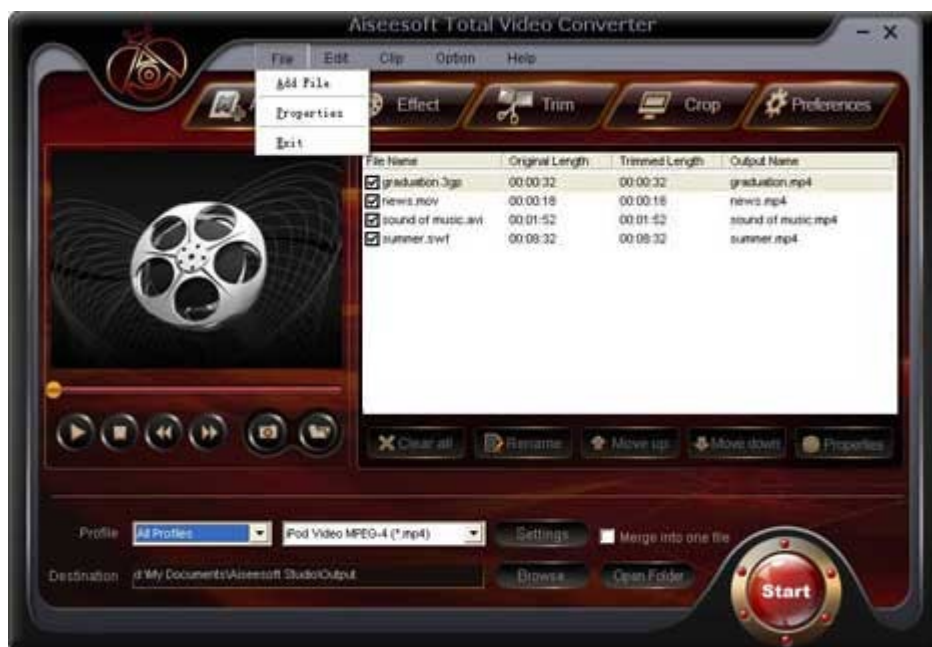 Aiseesoft Total Video Converter
File Edit Clip Option Help
Add File
Properties
Exit
Effect Trim Crop Preferences
File Name Original Length Trimmed Length Output Name
graduation.3gp 00:00:32 00:00:32 graduation.mp4
news.mov 00:00:18 00:00:18 news.mp4
sound of music.avi 00:01:52 00:01:52 sound of music.mp4
summer.swf 00:08:32 00:08:32 summer.mp4
Clear all Rename Move up Move down Properties
Profile All Profiles iPod Video MPEG-4 (*.mp4) Settings Merge into one file
Destination d:\My Documents\Aiseesoft Studio\Output Browse Open Folder
Start